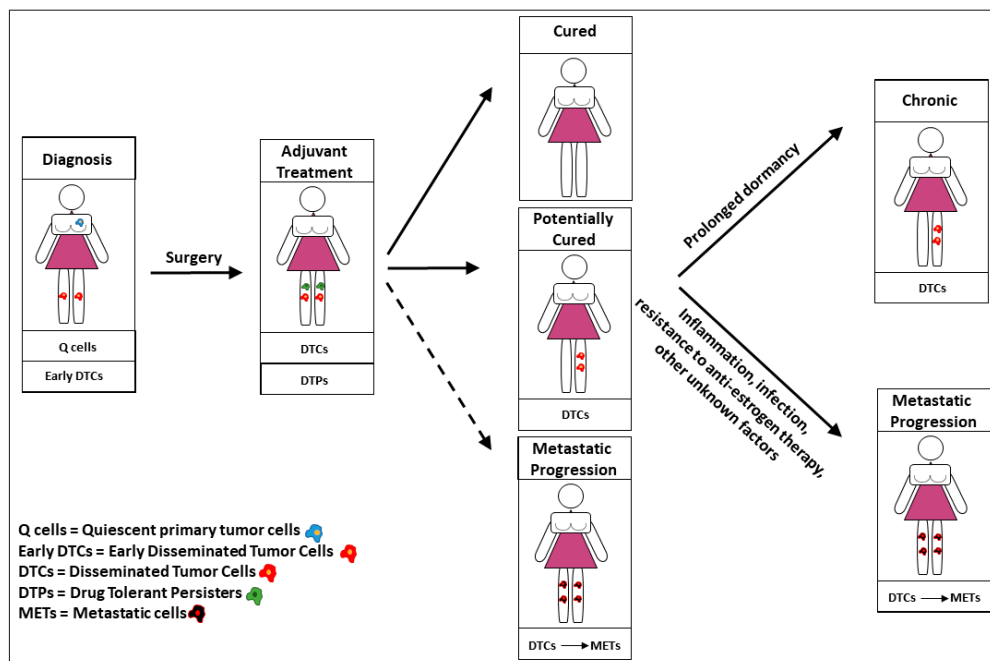 Diagnosis
Q cells
Early DTCs
Surgery
Adjuvant
Treatment
DTCs
DTPs
Cured
Potentially
Cured
DTCs
Metastatic
Progression
DTCs → METs
Prolonged dormancy
Inflammation, infection,
resistance to anti-estrogen therapy,
other unknown factors
Chronic
DTCs
Metastatic
Progression
DTCs → METs
Q cells = Quiescent primary tumor cells
Early DTCs = Early Disseminated Tumor Cells
DTCs = Disseminated Tumor Cells
DTPs = Drug Tolerant Persisters
METs = Metastatic cells